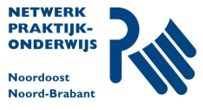 NETWERK
PRAKTIJK-
ONDERWIJS
Noordoost
Noord-Brabant